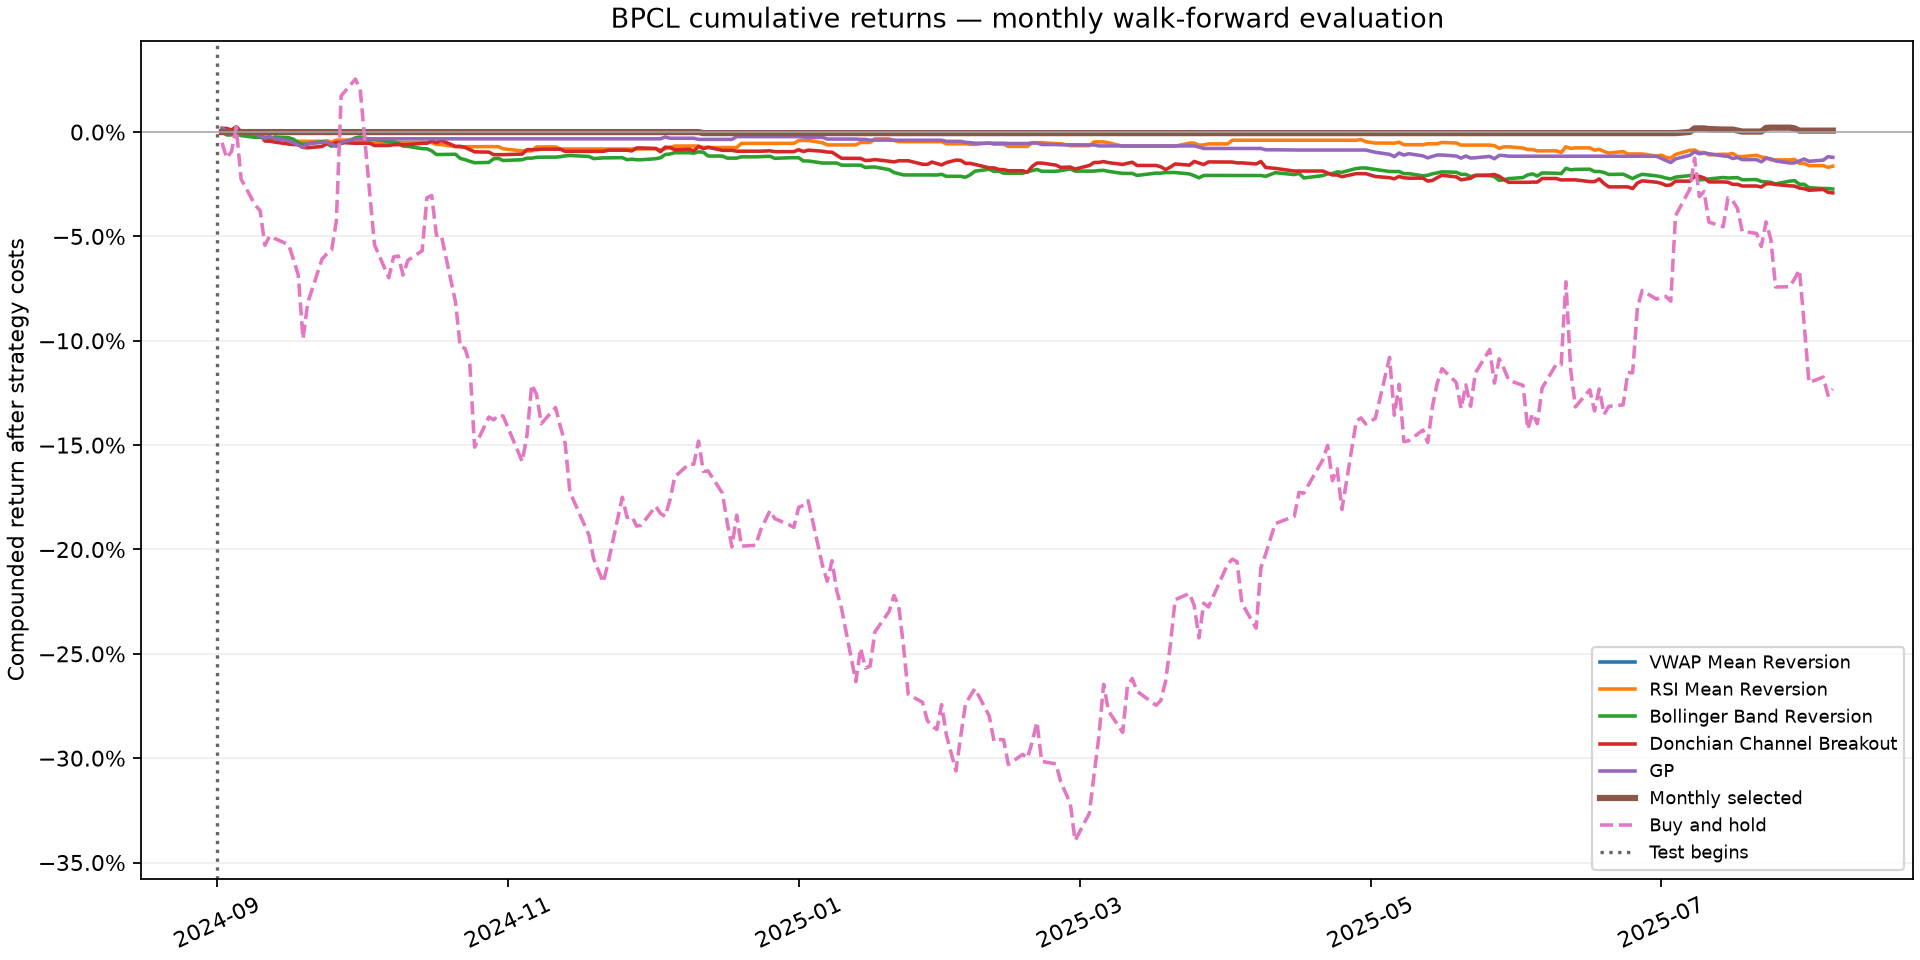 BPCL cumulative returns — monthly walk-forward evaluation
Compounded return after strategy costs
0.0%
−5.0%
−10.0%
−15.0%
−20.0%
−25.0%
−30.0%
−35.0%
2024-09
2024-11
2025-01
2025-03
2025-05
2025-07
VWAP Mean Reversion
RSI Mean Reversion
Bollinger Band Reversion
Donchian Channel Breakout
GP
Monthly selected
Buy and hold
Test begins